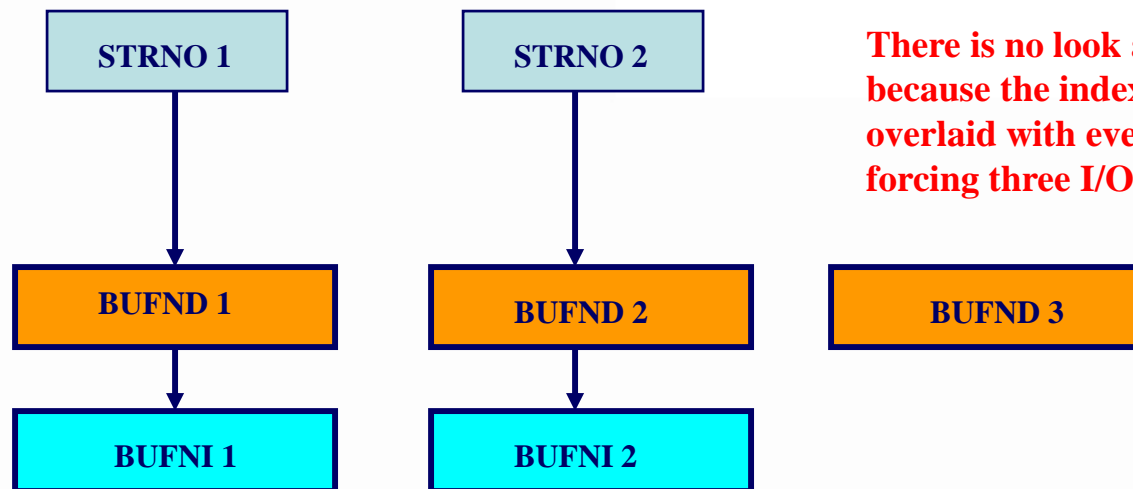 STRNO 1
STRNO 2
There is no look
because the index
overlaid with
forcing three I/O
BUFND 1
BUFND 2
BUFND 3
BUFNI 1
BUFNI 2